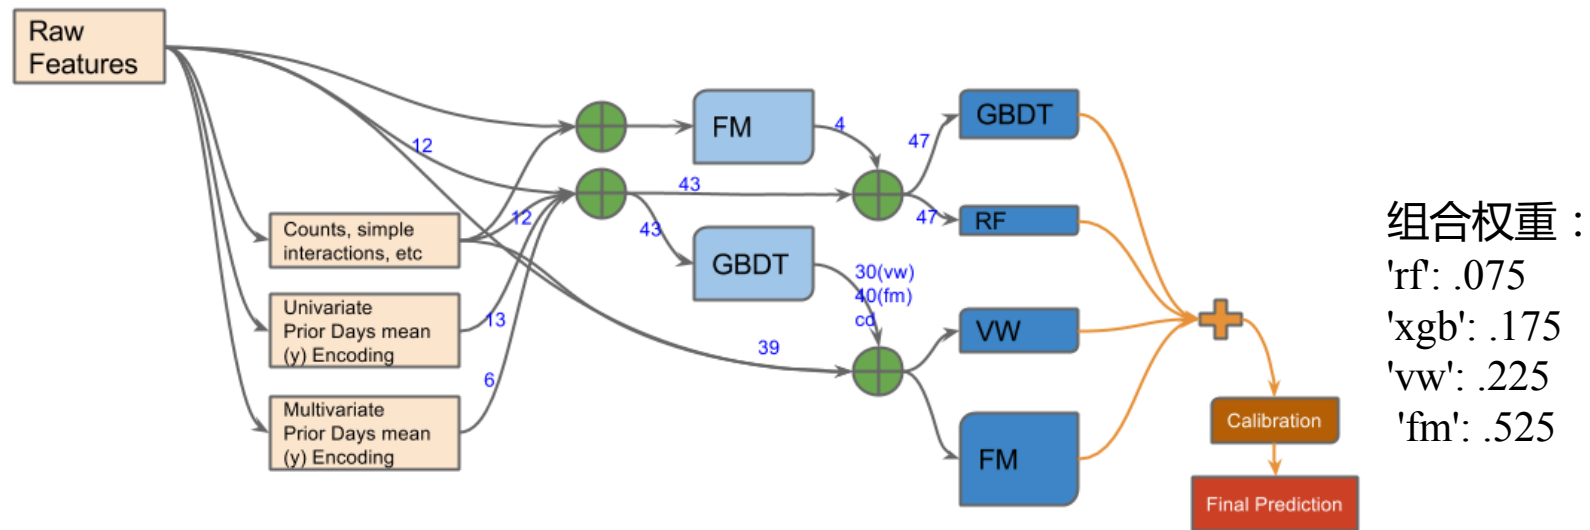 Raw
Features
12
Counts, simple
interactions, etc
12
Univariate
Prior Days mean
(y) Encoding
13
Multivariate
Prior Days mean
(y) Encoding
6
FM
4
43
43
GBDT
30(vw)
40(fm)
cd
39
47
GBDT
47
RF
VW
FM
Calibration
Final Prediction
组合权重：
'rf': .075
'xgb': .175
'vw': .225
'fm': .525